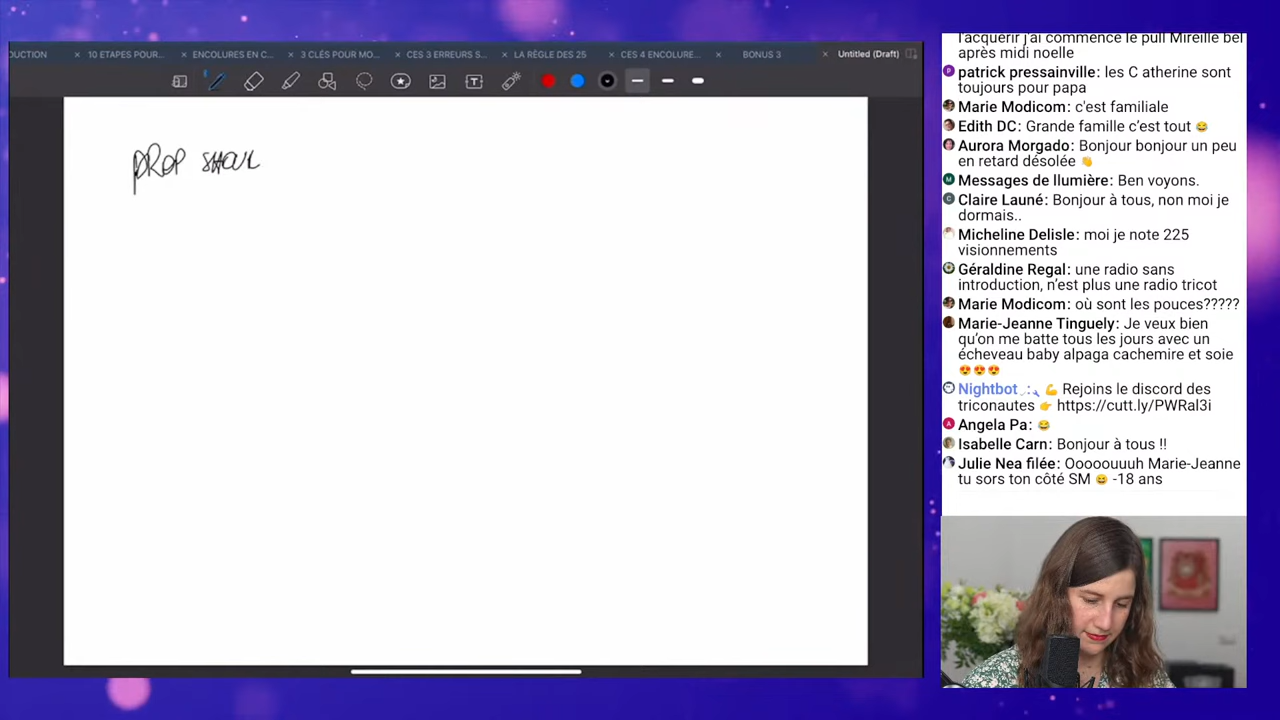 DUCTION
10 ETAPES POUR...
ENCOLURES EN C...
3 CLÉS POUR MO...
CES 3 ERREURS S...
LA RÈGLE DES 25
CES 4 ENCOLURE...
BONUS 3
Untitled (Draft)
DROP SHOUL
l'acquérir j'ai commencé le pull Mireille bel
après midi noelle
patrick pressainville: les C atherine sont
toujours pour papa
Marie Modicom: c'est familiale
Edith DC: Grande famille c’est tout 😂
Aurora Morgado: Bonjour bonjour un peu
en retard désolée 👋
Messages de llumière: Ben voyons.
Claire Launé: Bonjour à tous, non moi je
dormais..
Micheline Delisle: moi je note 225
visionnements
Géraldine Regal: une radio sans
introduction, n’est plus une radio tricot
Marie Modicom: où sont les pouces?????
Marie-Jeanne Tinguely: Je veux bien
qu’on me batte tous les jours avec un
écheveau baby alpaga cachemire et soie
😍😍😍
Nightbot: 💪 Rejoins le discord des
triconautes 👉 https://cutt.ly/PWRal3i
Angela Pa: 😂
Isabelle Carn: Bonjour à tous !!
Julie Nea filée: Ooooouuuh Marie-Jeanne
tu sors ton côté SM 😄 -18 ans